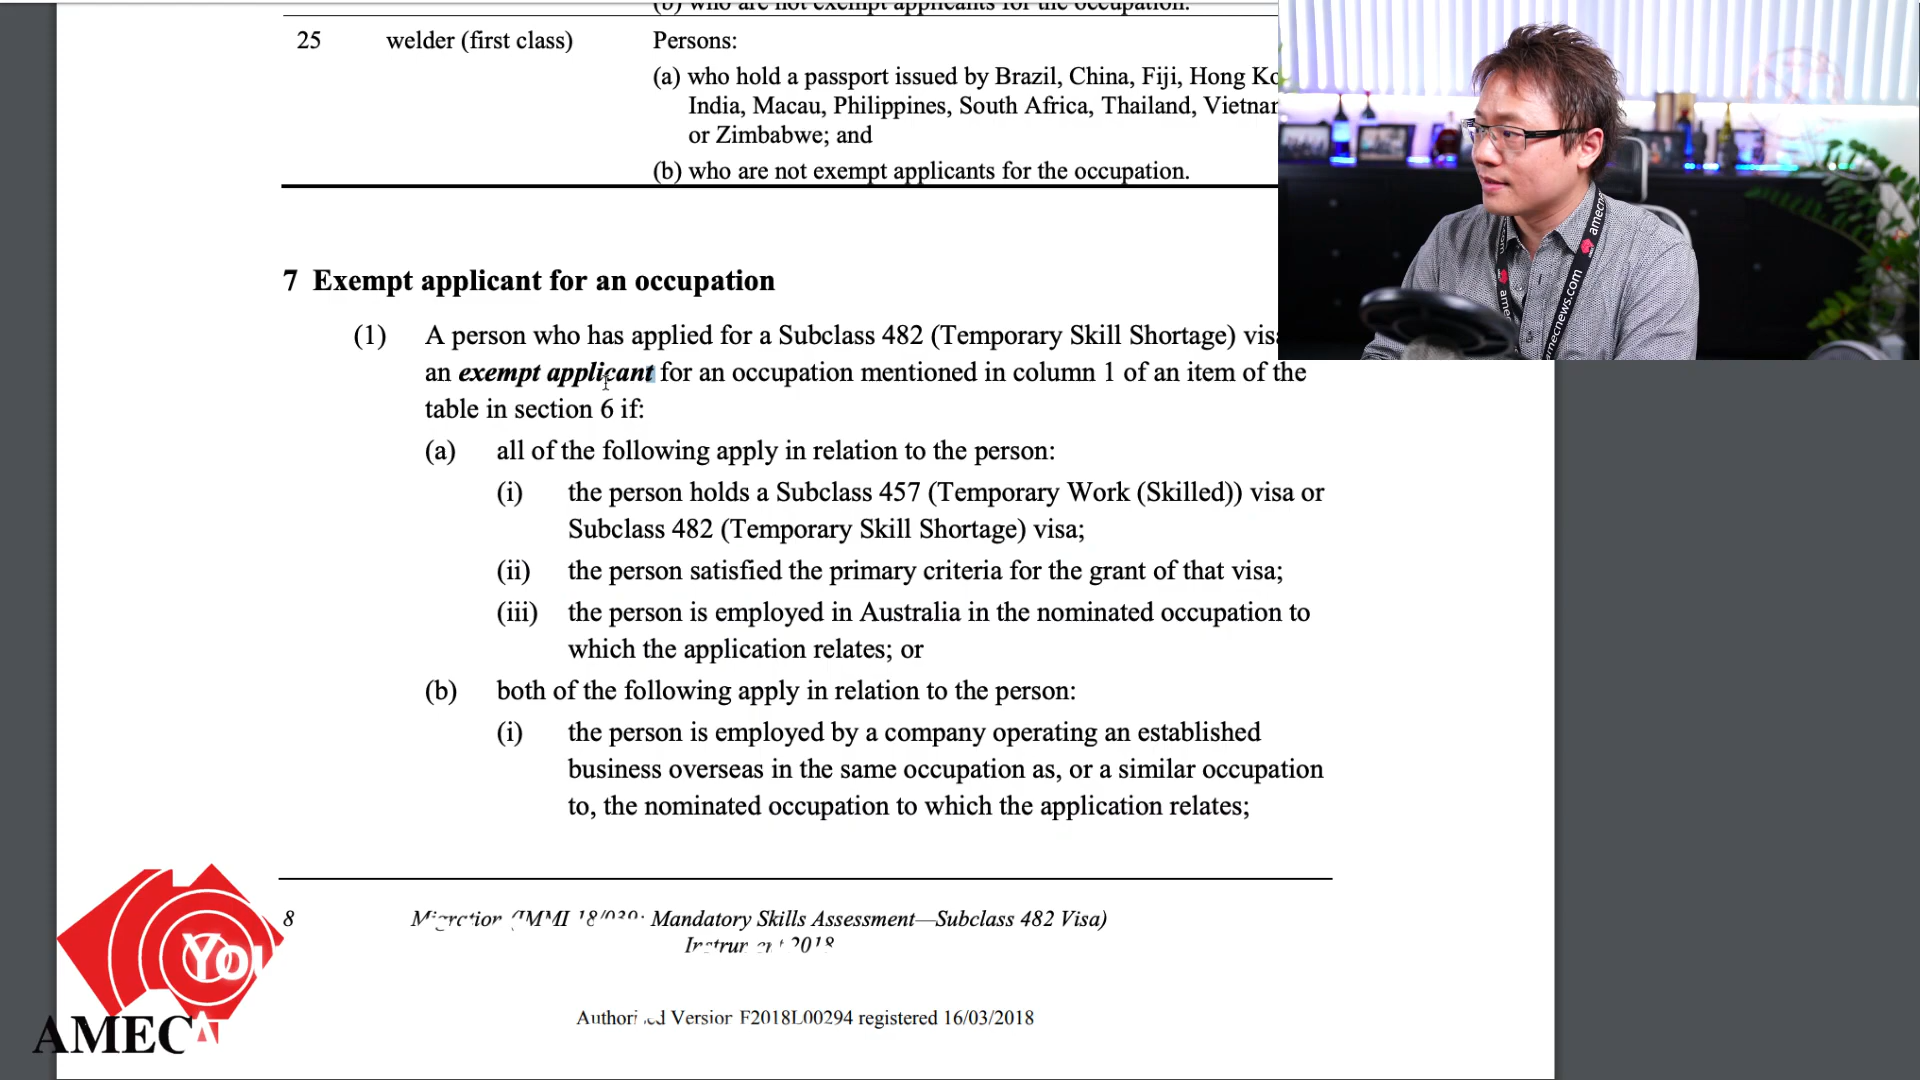 25 welder (first class) Persons:
(a) who hold a passport issued by Brazil, China, Fiji, Hong
India, Macau, Philippines, South Africa, Thailand,
or Zimbabwe; and
(b) who are not exempt applicants for the occupation.
7 Exempt applicant for an occupation
(1) A person who has applied for a Subclass 482 (Temporary Skill Shortage)
an exempt applicant for an occupation mentioned in column 1 of an item of the
table in section 6 if:
(a) all of the following apply in relation to the person:
(i) the person holds a Subclass 457 (Temporary Work (Skilled)) visa or
Subclass 482 (Temporary Skill Shortage) visa;
(ii) the person satisfied the primary criteria for the grant of that visa;
(iii) the person is employed in Australia in the nominated occupation to
which the application relates; or
(b) both of the following apply in relation to the person:
(i) the person is employed by a company operating an established
business overseas in the same occupation as, or a similar occupation
to, the nominated occupation to which the application relates;
8 Mandatory Skills Assessment—Subclass 482 Visa)
Version F2018L00294 registered 16/03/2018
You
AMEC
amecnews.com